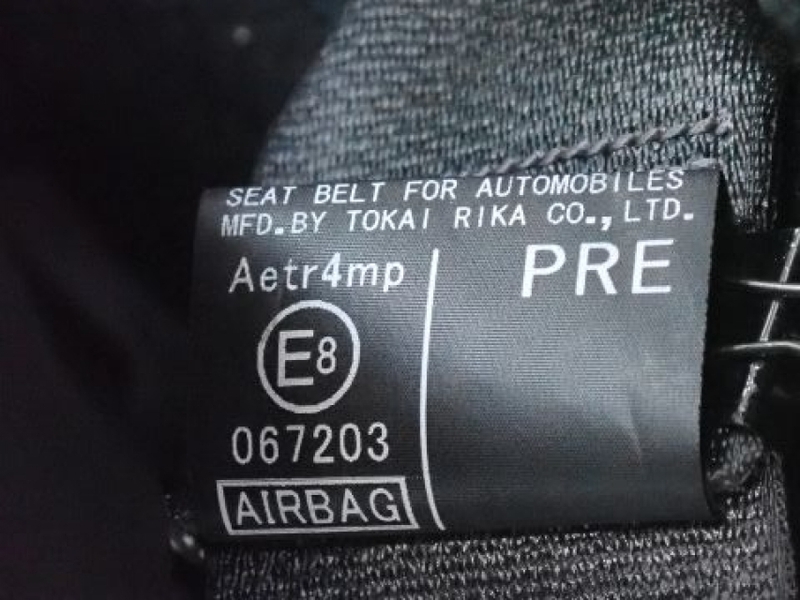 SEAT BELT FOR AUTOMOBILES
MFD.BY TOKAI RIKA CO.,LTD.
Aetr4mp
PRE
E8
067203
AIRBAG